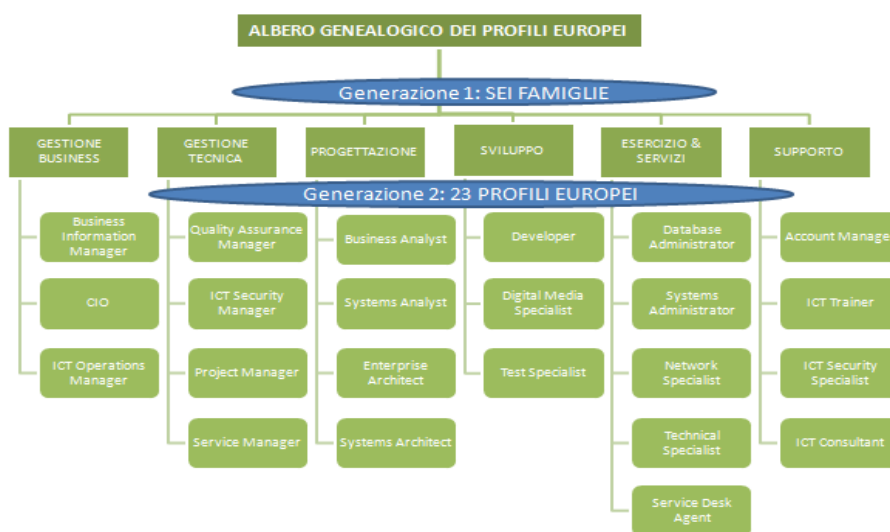 ALBERO GENEALOGICO DEI PROFILI EUROPEI
Generazione 1: SEI FAMIGLIE
GESTIONE
BUSINESS
GESTIONE
TECNICA
PROGETTAZIONE
SVILUPPO
ESERCIZIO &
SERVIZI
SUPPORTO
Generazione 2: 23 PROFILI EUROPEI
Business
Information
Manager
CIO
ICT Operations
Manager
Quality Assurance
Manager
ICT Security
Manager
Project Manager
Service Manager
Business Analyst
Systems Analyst
Enterprise
Architect
Systems Architect
Developer
Digital Media
Specialist
Test Specialist
Database
Administrator
Systems
Administrator
Network
Specialist
Technical
Specialist
Service Desk
Agent
Account Manage
ICT Trainer
ICT Security
Specialist
ICT Consultant